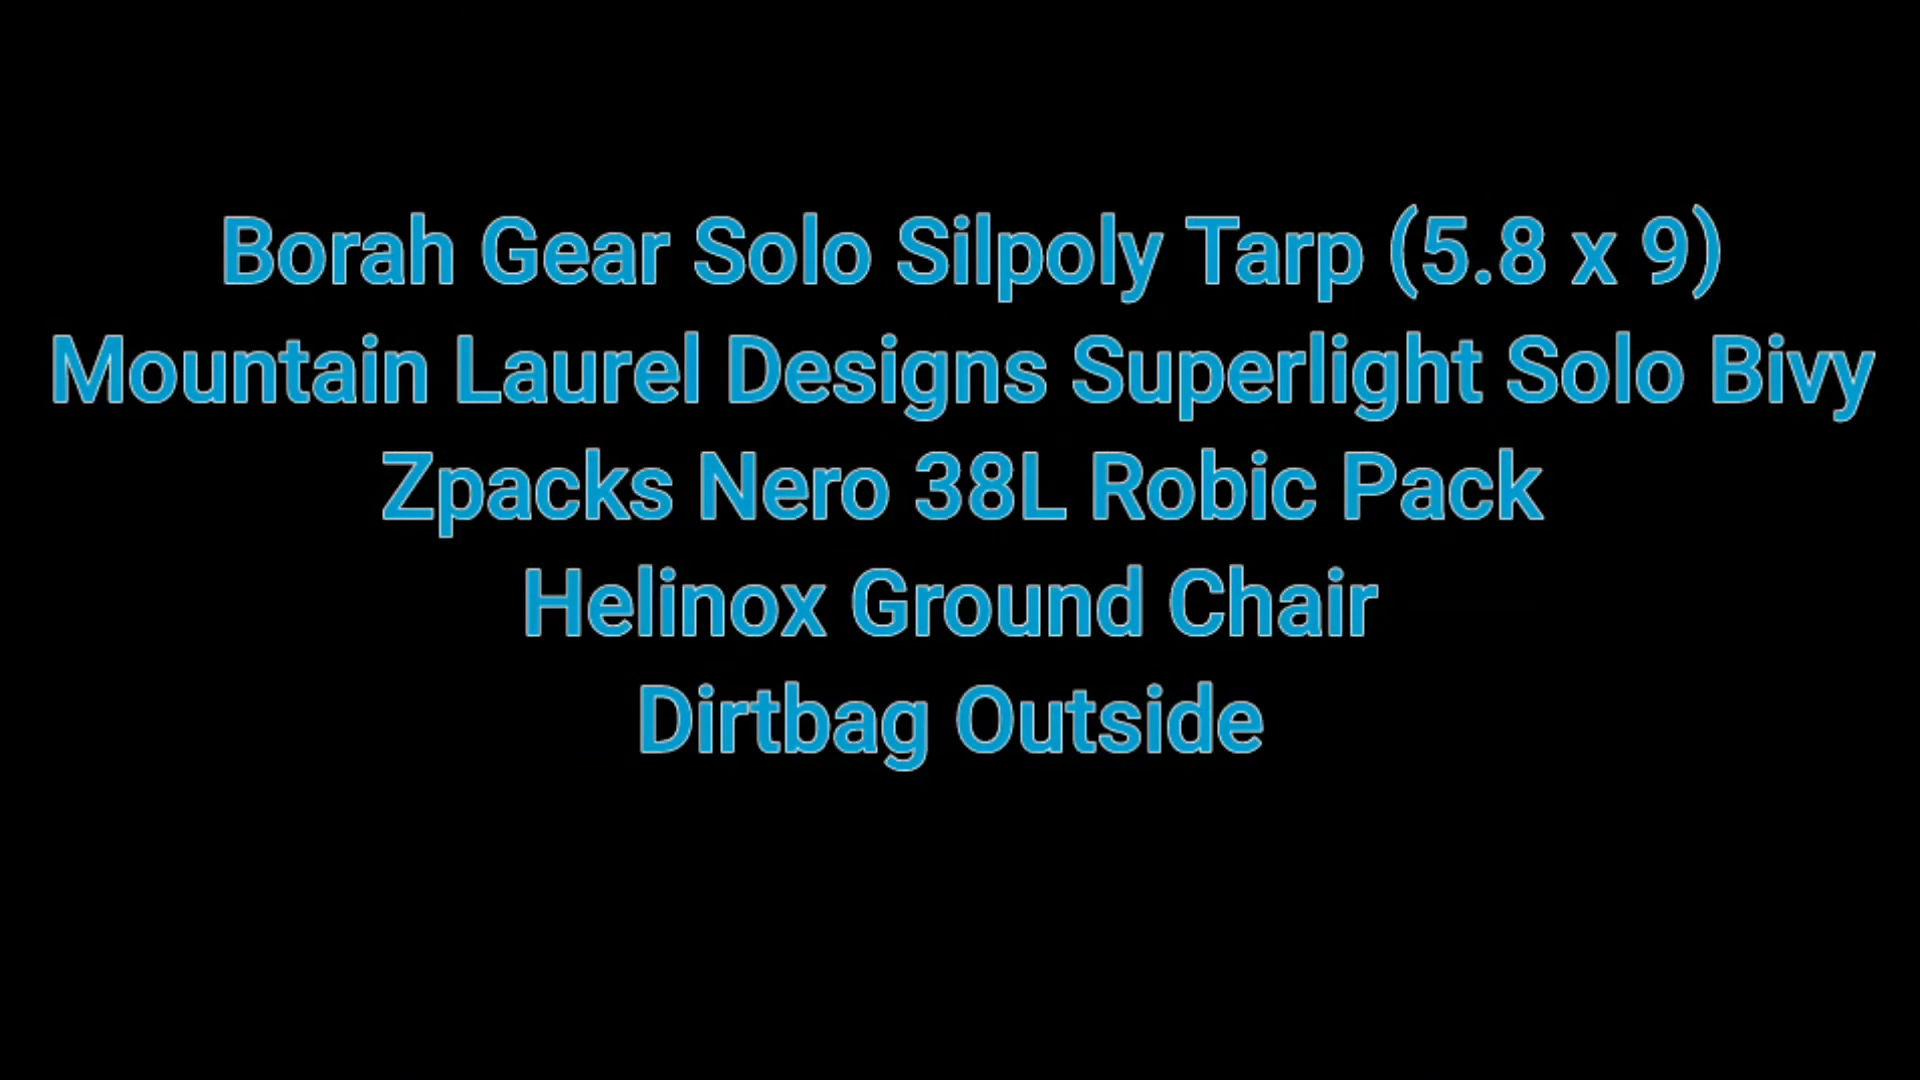 Borah Gear Solo Silpoly Tarp (5.8 x 9)
Mountain Laurel Designs Superlight Solo Bivy
Zpacks Nero 38L Robic Pack
Helinox Ground Chair
Dirtbag Outside